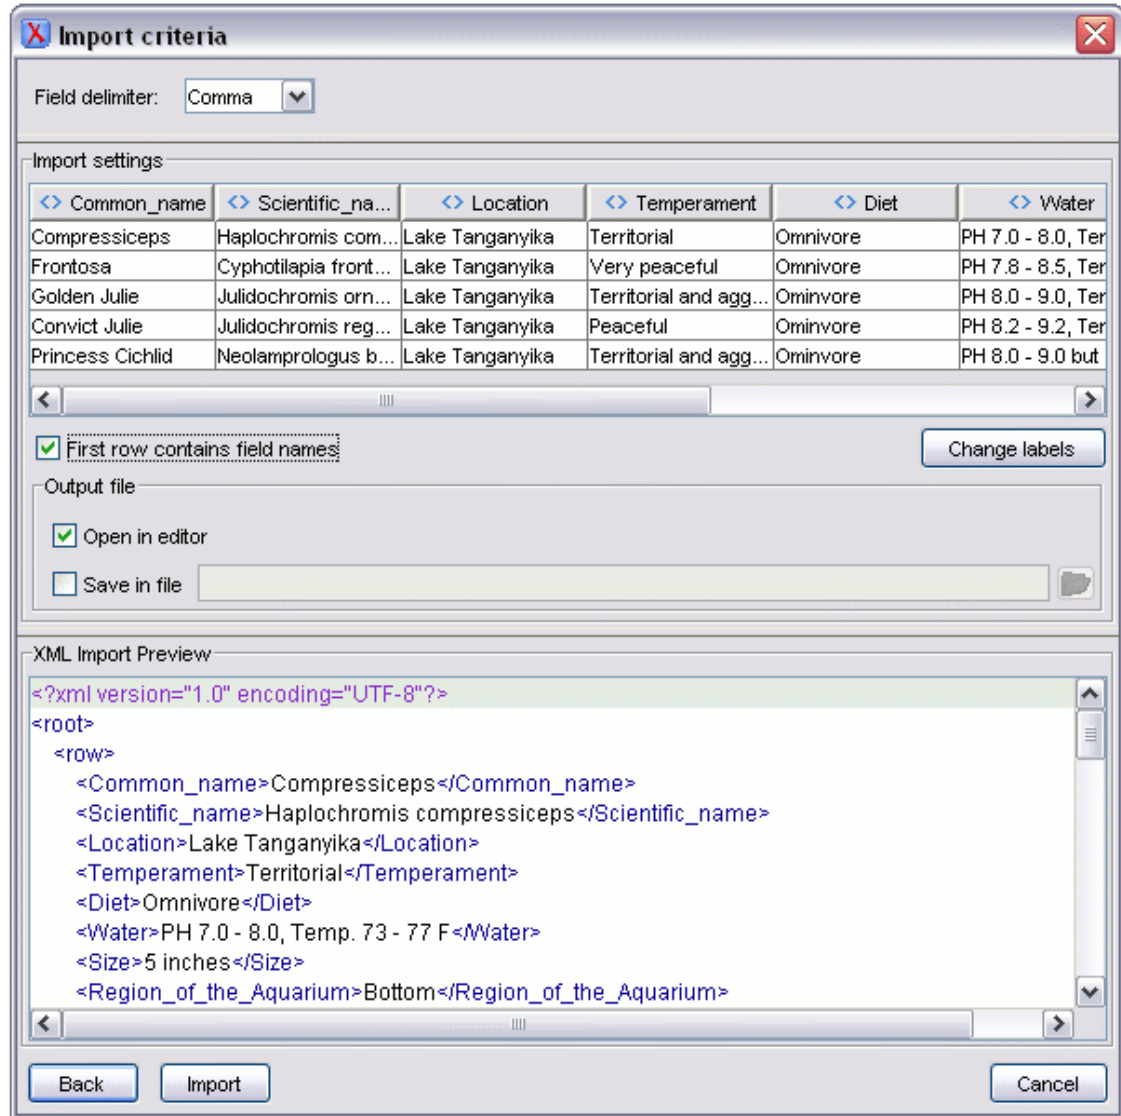 Import criteria
Field delimiter: Comma
Import settings
<> Common_name <> Scientific_na... <> Location <> Temperament <> Diet <> Water
Compressiceps Haplochromis com... Lake Tanganyika Territorial Omnivore PH 7.0 - 8.0, Ter
Frontosa Cyphotilapia front... Lake Tanganyika Very peaceful Omnivore PH 7.8 - 8.5, Ter
Golden Julie Julidochromis orn... Lake Tanganyika Territorial and agg... Ominvore PH 8.0 - 9.0, Ter
Convict Julie Julidochromis reg... Lake Tanganyika Peaceful Ominvore PH 8.2 - 9.2, Ter
Princess Cichlid Neolamprologus b... Lake Tanganyika Territorial and agg... Ominvore PH 8.0 - 9.0 but
First row contains field names Change labels
Output file
Open in editor
Save in file
XML Import Preview
<?xml version="1.0" encoding="UTF-8"?>
<root>
<row>
<Common_name>Compressiceps</Common_name>
<Scientific_name>Haplochromis compressiceps</Scientific_name>
<Location>Lake Tanganyika</Location>
<Temperament>Territorial</Temperament>
<Diet>Omnivore</Diet>
<Water>PH 7.0 - 8.0, Temp. 73 - 77 F</Water>
<Size>5 inches</Size>
<Region_of_the_Aquarium>Bottom</Region_of_the_Aquarium>
Back Import Cancel